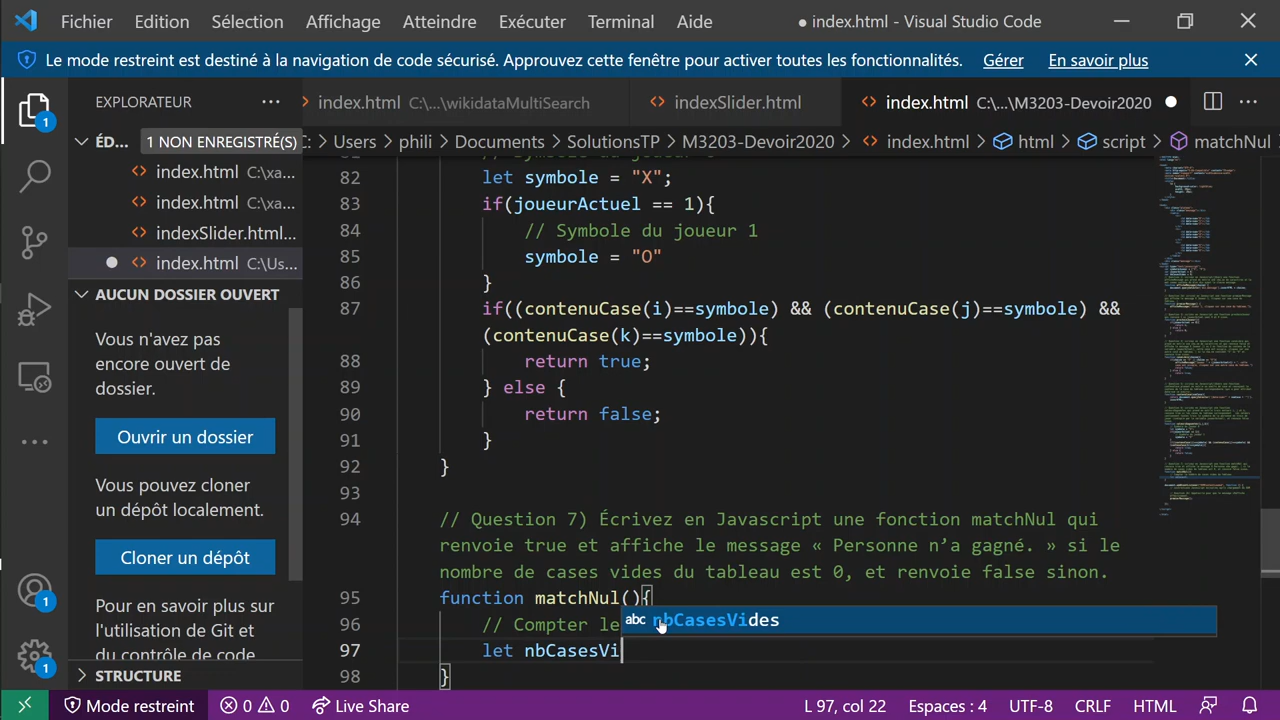 Fichier Edition Sélection Affichage Atteindre Exécuter Terminal Aide ● index.html - Visual Studio Code
Le mode restreint est destiné à la navigation de code sécurisé. Approuvez cette fenêtre pour activer toutes les fonctionnalités. Gérer En savoir plus
EXPLORATEUR
index.html C:\...\wikidataMultiSearch
indexSlider.html
index.html C:\...\M3203-Devoir2020
ÉD... 1 NON ENREGISTRÉ(S)
Users > phili > Documents > SolutionsTP > M3203-Devoir2020 > index.html > html > script > matchNul
index.html C:\xa...
index.html C:\xa...
indexSlider.html...
index.html C:\Us...
AUCUN DOSSIER OUVERT
Vous n'avez pas
encore ouvert de
dossier.
Ouvrir un dossier
Vous pouvez cloner
un dépôt localement.
Cloner un dépôt
Pour en savoir plus sur
l'utilisation de Git et
du contrôle de code
STRUCTURE
82 let symbole = "X";
83 if(joueurActuel == 1){
84 // Symbole du joueur 1
85 symbole = "O"
86 }
87 if((contenuCase(i)==symbole) && (contenuCase(j)==symbole) &&
(contenuCase(k)==symbole)){
88 return true;
89 } else {
90 return false;
91 }
92 }
93
94 // Question 7) Écrivez en Javascript une fonction matchNul qui
renvoie true et affiche le message « Personne n’a gagné. » si le
nombre de cases vides du tableau est 0, et renvoie false sinon.
95 function matchNul(){
96 // Compter le
abc nbCasesVides
97 let nbCasesVi
98 }
Mode restreint 0 0 Live Share L 97, col 22 Espaces : 4 UTF-8 CRLF HTML